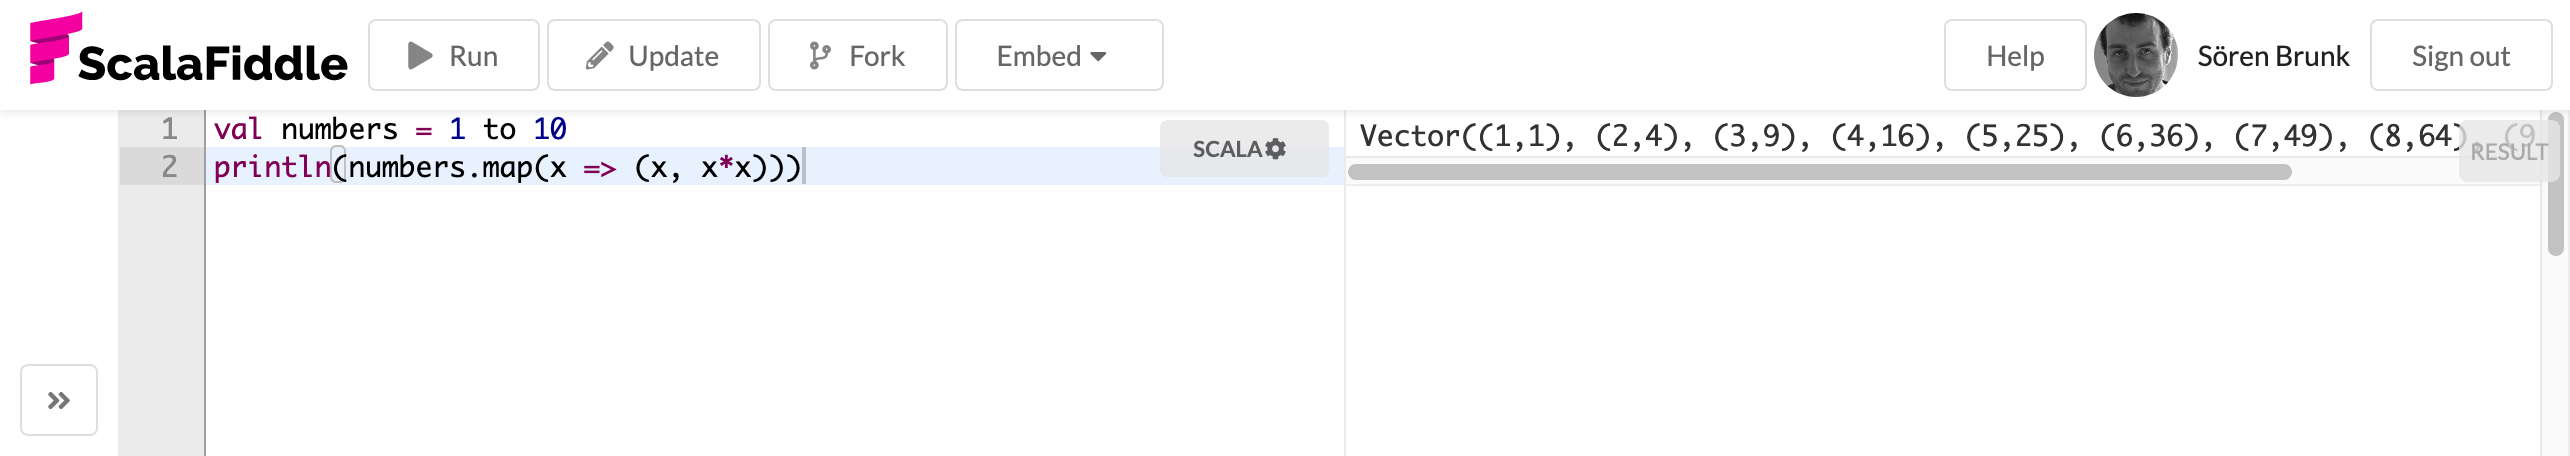 ScalaFiddle Run Update Fork Embed Help Sören Brunk Sign out
1 val numbers = 1 to 10
2 println(numbers.map(x => (x, x*x)))
SCALA
Vector((1,1), (2,4), (3,9), (4,16), (5,25), (6,36), (7,49), (8,64), (9
RESULT